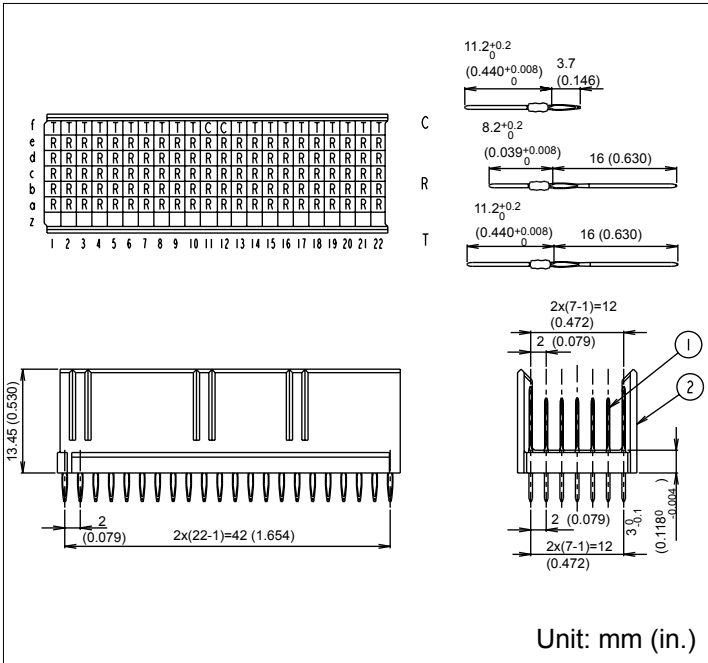 f T T T T T T T T T T C C T T T T T T T T T T
e R R R R R R R R R R R R R R R R R R R R R R
d R R R R R R R R R R R R R R R R R R R R R R
c R R R R R R R R R R R R R R R R R R R R R R
b R R R R R R R R R R R R R R R R R R R R R R
a R R R R R R R R R R R R R R R R R R R R R R
z
1 2 3 4 5 6 7 8 9 10 11 12 13 14 15 16 17 18 19 20 21 22
11.2+0.2 0
(0.440+0.008 0)
3.7
(0.146)
C
8.2+0.2 0
(0.039+0.008 0)
16 (0.630)
R
11.2+0.2 0
(0.440+0.008 0)
16 (0.630)
T
13.45 (0.530)
2
(0.079)
2x(22-1)=42 (1.654)
2x(7-1)=12
(0.472)
2 (0.079)
1
2
2 (0.079)
2x(7-1)=12
(0.472)
3 0 -0.1
(0.118 0 -0.004)
Unit: mm (in.)